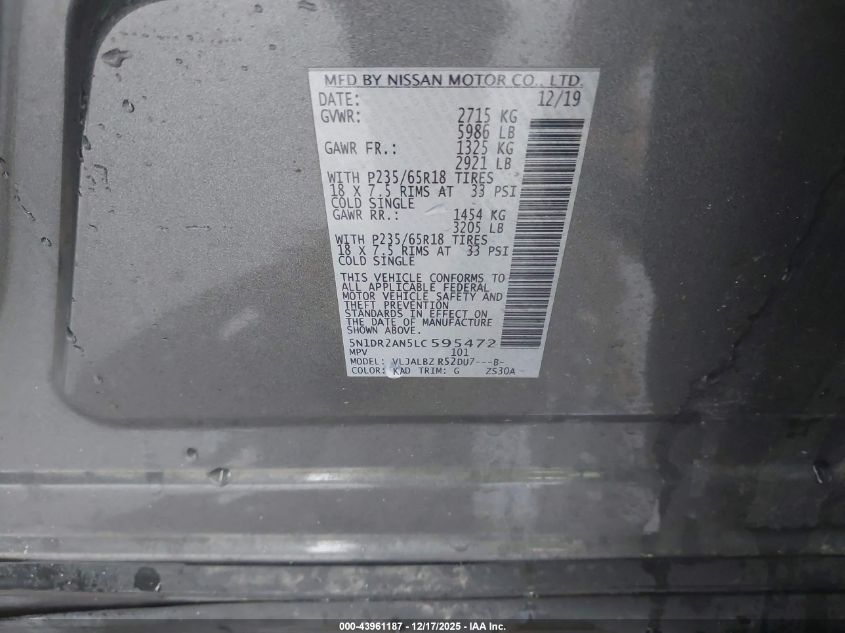 MFD BY NISSAN MOTOR CO., LTD.
DATE: 12/19
GVWR: 2715 KG
5986 LB
GAWR FR.: 1325 KG
2921 LB
WITH P235/65R18 TIRES
18 X 7.5 RIMS AT 33 PSI
COLD SINGLE
GAWR RR.: 1454 KG
3205 LB
WITH P235/65R18 TIRES
18 X 7.5 RIMS AT 33 PSI
COLD SINGLE
THIS VEHICLE CONFORMS TO
ALL APPLICABLE FEDERAL
MOTOR VEHICLE SAFETY AND
THEFT PREVENTION
STANDARDS IN EFFECT ON
THE DATE OF MANUFACTURE
SHOWN ABOVE.
5N1DR2AN5LC595472
MPV 101
MODEL: VLJALBZ R52DU7---B-
COLOR: KAD TRIM: G ZS30A
000-43961187 - 12/17/2025 - IAA Inc.